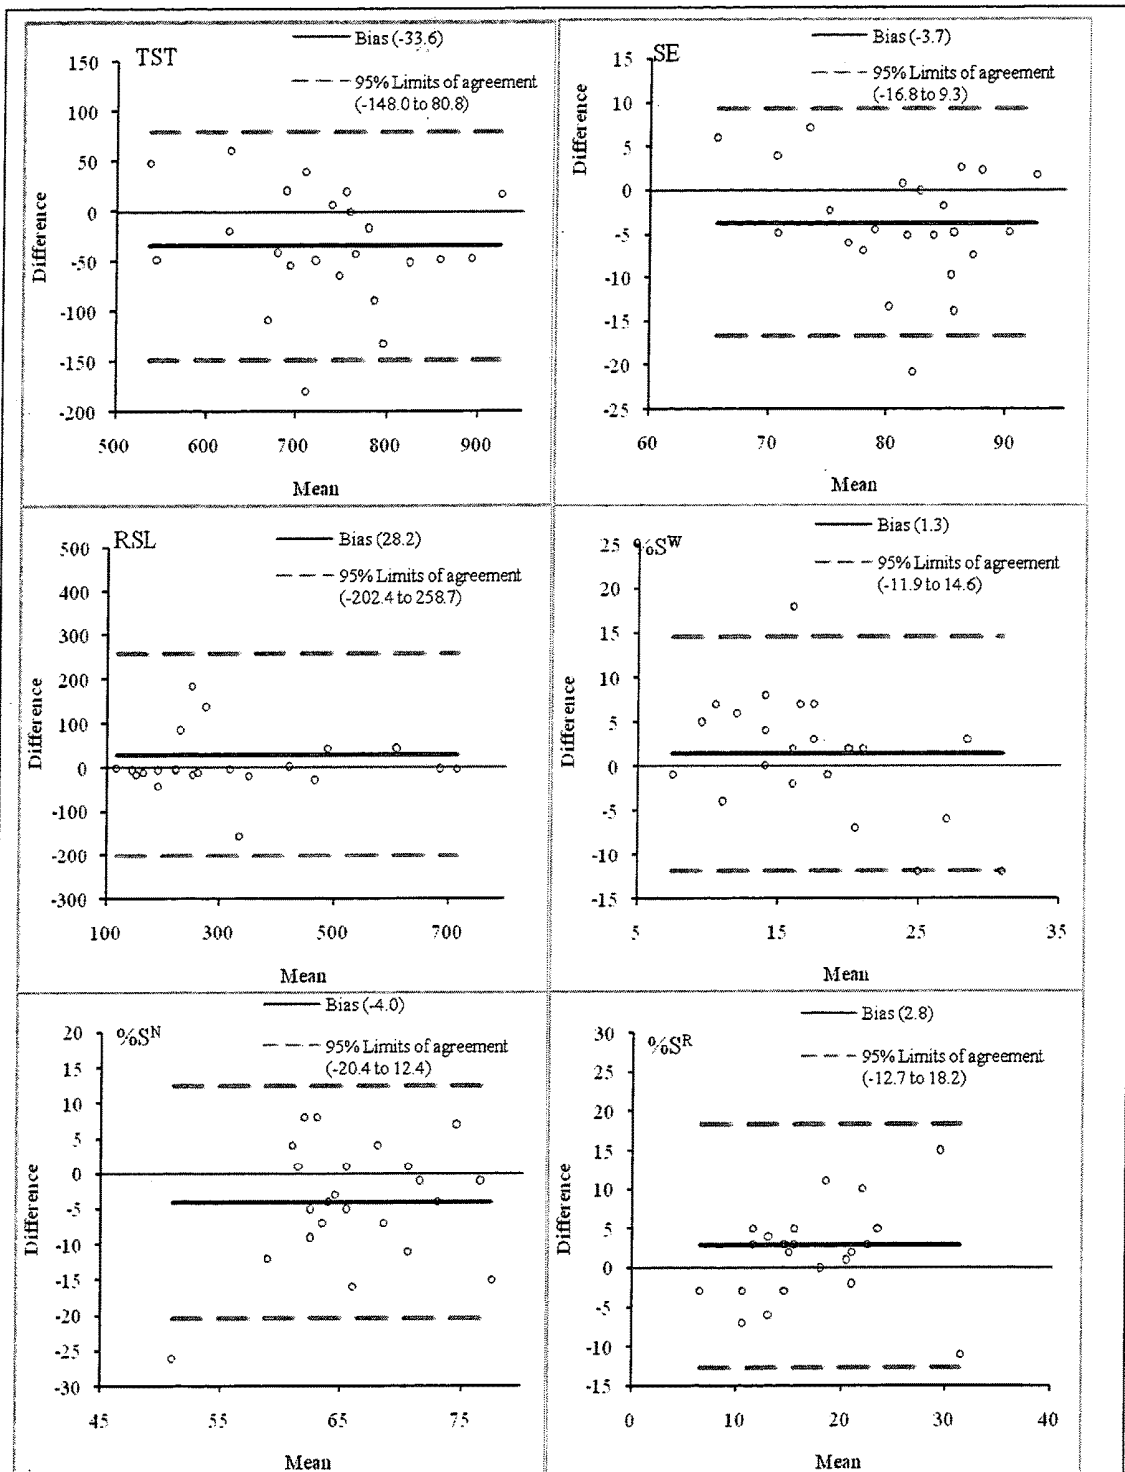 TST
Bias (-33.6)
95% Limits of agreement
(-148.0 to 80.8)
150
100
50
0
-50
-100
-150
-200
Difference
500 600 700 800 900
Mean
SE
Bias (-3.7)
95% Limits of agreement
(-16.8 to 9.3)
15
10
5
0
-5
-10
-15
-20
-25
Difference
60 70 80 90
Mean
RSL
Bias (28.2)
95% Limits of agreement
(-202.4 to 258.7)
500
400
300
200
100
0
-100
-200
-300
Difference
100 300 500 700
Mean
%Sᵂ
Bias (1.3)
95% Limits of agreement
(-11.9 to 14.6)
25
20
15
10
5
0
-5
-10
-15
Difference
5 15 25 35
Mean
%Sᴺ
Bias (-4.0)
95% Limits of agreement
(-20.4 to 12.4)
20
15
10
5
0
-5
-10
-15
-20
-25
-30
Difference
45 55 65 75
Mean
%Sᴿ
Bias (2.8)
95% Limits of agreement
(-12.7 to 18.2)
30
25
20
15
10
5
0
-5
-10
-15
Difference
0 10 20 30 40
Mean